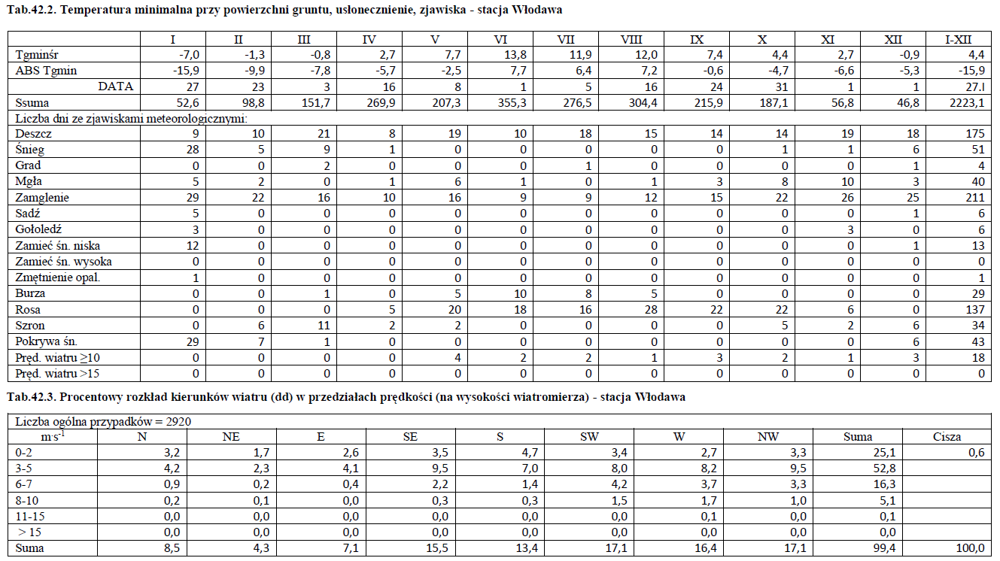 Tab.42.2. Temperatura minimalna przy powierzchni gruntu, usłonecznienie, zjawiska - stacja Włodawa
I II III IV V VI VII VIII IX X XI XII I-XII
Tgminśr -7,0 -1,3 -0,8 2,7 7,7 13,8 11,9 12,0 7,4 4,4 2,7 -0,9 4,4
ABS Tgmin -15,9 -9,9 -7,8 -5,7 -2,5 7,7 6,4 7,2 -0,6 -4,7 -6,6 -5,3 -15,9
DATA 27 23 3 16 8 1 5 16 24 31 1 1 27.I
Ssuma 52,6 98,8 151,7 269,9 207,3 355,3 276,5 304,4 215,9 187,1 56,8 46,8 2223,1
Liczba dni ze zjawiskami meteorologicznymi:
Deszcz 9 10 21 8 19 10 18 15 14 14 19 18 175
Śnieg 28 5 9 1 0 0 0 0 0 1 1 6 51
Grad 0 0 2 0 0 0 1 0 0 0 0 1 4
Mgła 5 2 0 1 6 1 0 1 3 8 10 3 40
Zamglenie 29 22 16 10 16 9 9 12 15 22 26 25 211
Sadź 5 0 0 0 0 0 0 0 0 0 0 1 6
Gołoledź 3 0 0 0 0 0 0 0 0 0 3 0 6
Zamieć śn. niska 12 0 0 0 0 0 0 0 0 0 0 1 13
Zamieć śn. wysoka 0 0 0 0 0 0 0 0 0 0 0 0 0
Zmętnienie opal. 1 0 0 0 0 0 0 0 0 0 0 0 1
Burza 0 0 1 0 5 10 8 5 0 0 0 0 29
Rosa 0 0 0 5 20 18 16 28 22 22 6 0 137
Szron 0 6 11 2 2 0 0 0 0 5 2 6 34
Pokrywa śn. 29 7 1 0 0 0 0 0 0 0 0 6 43
Pręd. wiatru ≥10 0 0 0 0 4 2 2 1 3 2 1 3 18
Pręd. wiatru >15 0 0 0 0 0 0 0 0 0 0 0 0 0
Tab.42.3. Procentowy rozkład kierunków wiatru (dd) w przedziałach prędkości (na wysokości wiatromierza) - stacja Włodawa
Liczba ogólna przypadków = 2920
m·s⁻¹ N NE E SE S SW W NW Suma Cisza
0-2 3,2 1,7 2,6 3,5 4,7 3,4 2,7 3,3 25,1 0,6
3-5 4,2 2,3 4,1 9,5 7,0 8,0 8,2 9,5 52,8
6-7 0,9 0,2 0,4 2,2 1,4 4,2 3,7 3,3 16,3
8-10 0,2 0,1 0,0 0,3 0,3 1,5 1,7 1,0 5,1
11-15 0,0 0,0 0,0 0,0 0,0 0,0 0,1 0,0 0,1
> 15 0,0 0,0 0,0 0,0 0,0 0,0 0,0 0,0 0,0
Suma 8,5 4,3 7,1 15,5 13,4 17,1 16,4 17,1 99,4 100,0